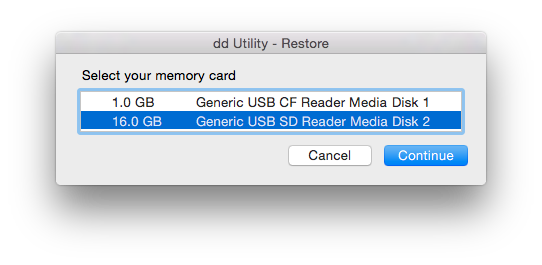 dd Utility - Restore
Select your memory card
1.0 GB Generic USB CF Reader Media Disk 1
16.0 GB Generic USB SD Reader Media Disk 2
Cancel Continue